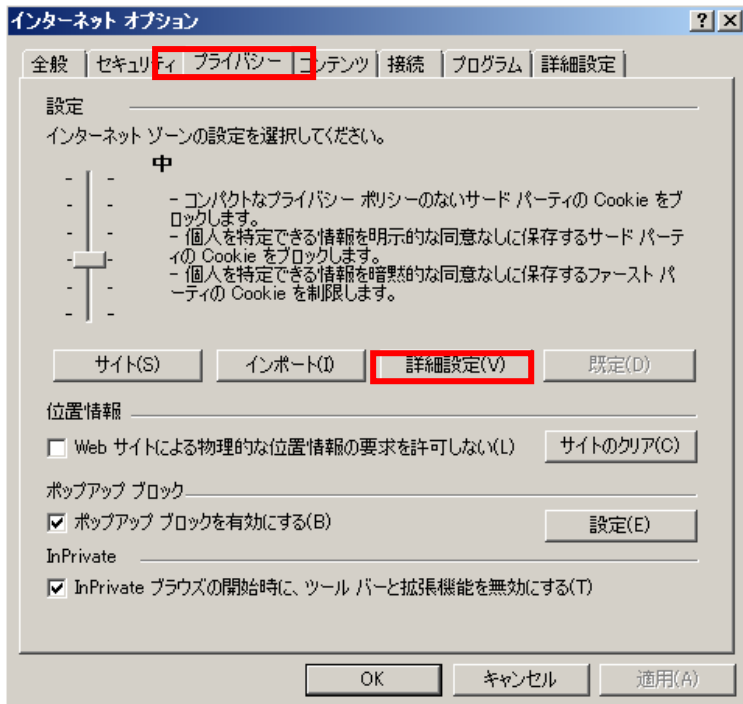 インターネット オプション
全般 セキュリティ プライバシー コンテンツ 接続 プログラム 詳細設定
設定
インターネット ゾーンの設定を選択してください。
中
- コンパクトなプライバシー ポリシーのないサード パーティの Cookie をブ
ロックします。
- 個人を特定できる情報を明示的な同意なしに保存するサード パーテ
ィの Cookie をブロックします。
- 個人を特定できる情報を暗黙的な同意なしに保存するファースト パ
ーティの Cookie を制限します。
サイト(S) インポート(I) 詳細設定(V) 既定(D)
位置情報
Web サイトによる物理的な位置情報の要求を許可しない(L) サイトのクリア(C)
ポップアップ ブロック
ポップアップ ブロックを有効にする(B) 設定(E)
InPrivate
InPrivate ブラウズの開始時に、ツール バーと拡張機能を無効にする(T)
OK キャンセル 適用(A)